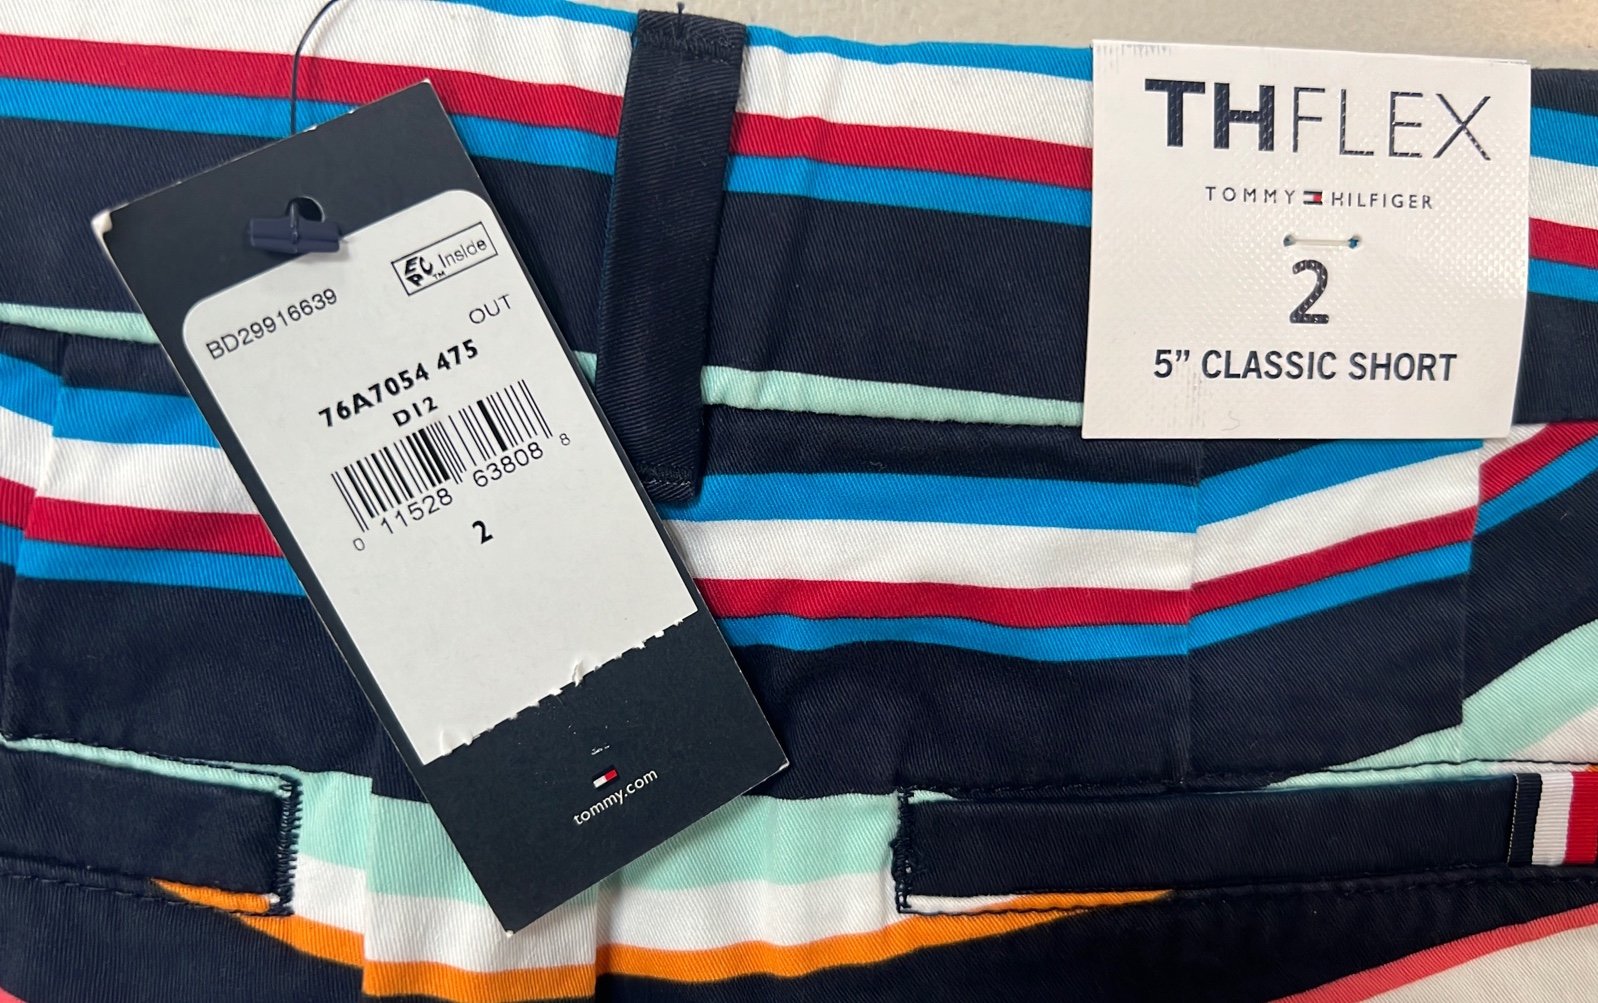 BD29916639
EPC™ Inside
OUT
76A7054 475
D12
0 11528 63808 8
2
tommy.com
THFLEX
TOMMY HILFIGER
2
5" CLASSIC SHORT